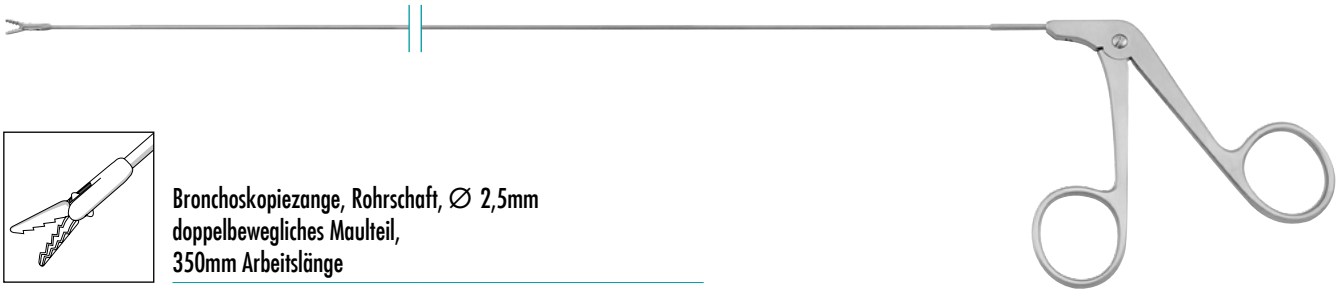 Bronchoskopiezange, Rohrschaft, ∅ 2,5mm
doppelbewegliches Maulteil,
350mm Arbeitslänge